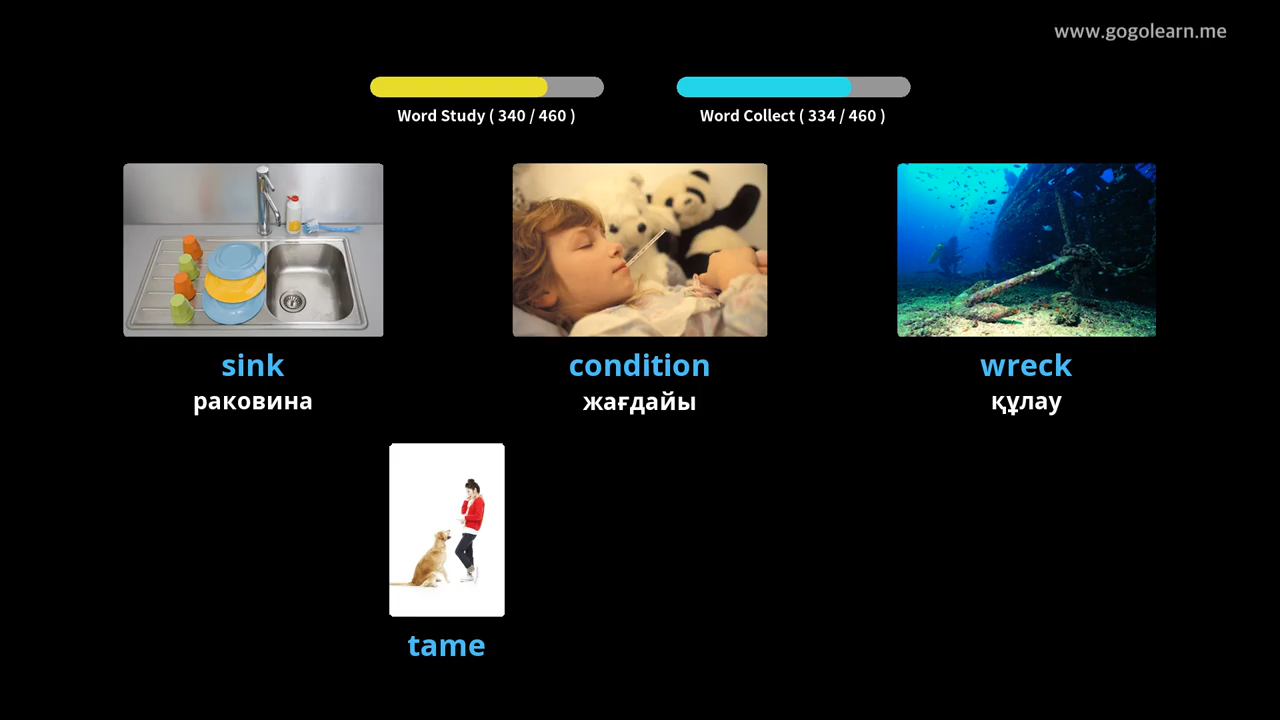 www.gogolearn.me
Word Study ( 340 / 460 )
Word Collect ( 334 / 460 )
sink
condition
wreck
раковина
жағдайы
құлау
tame